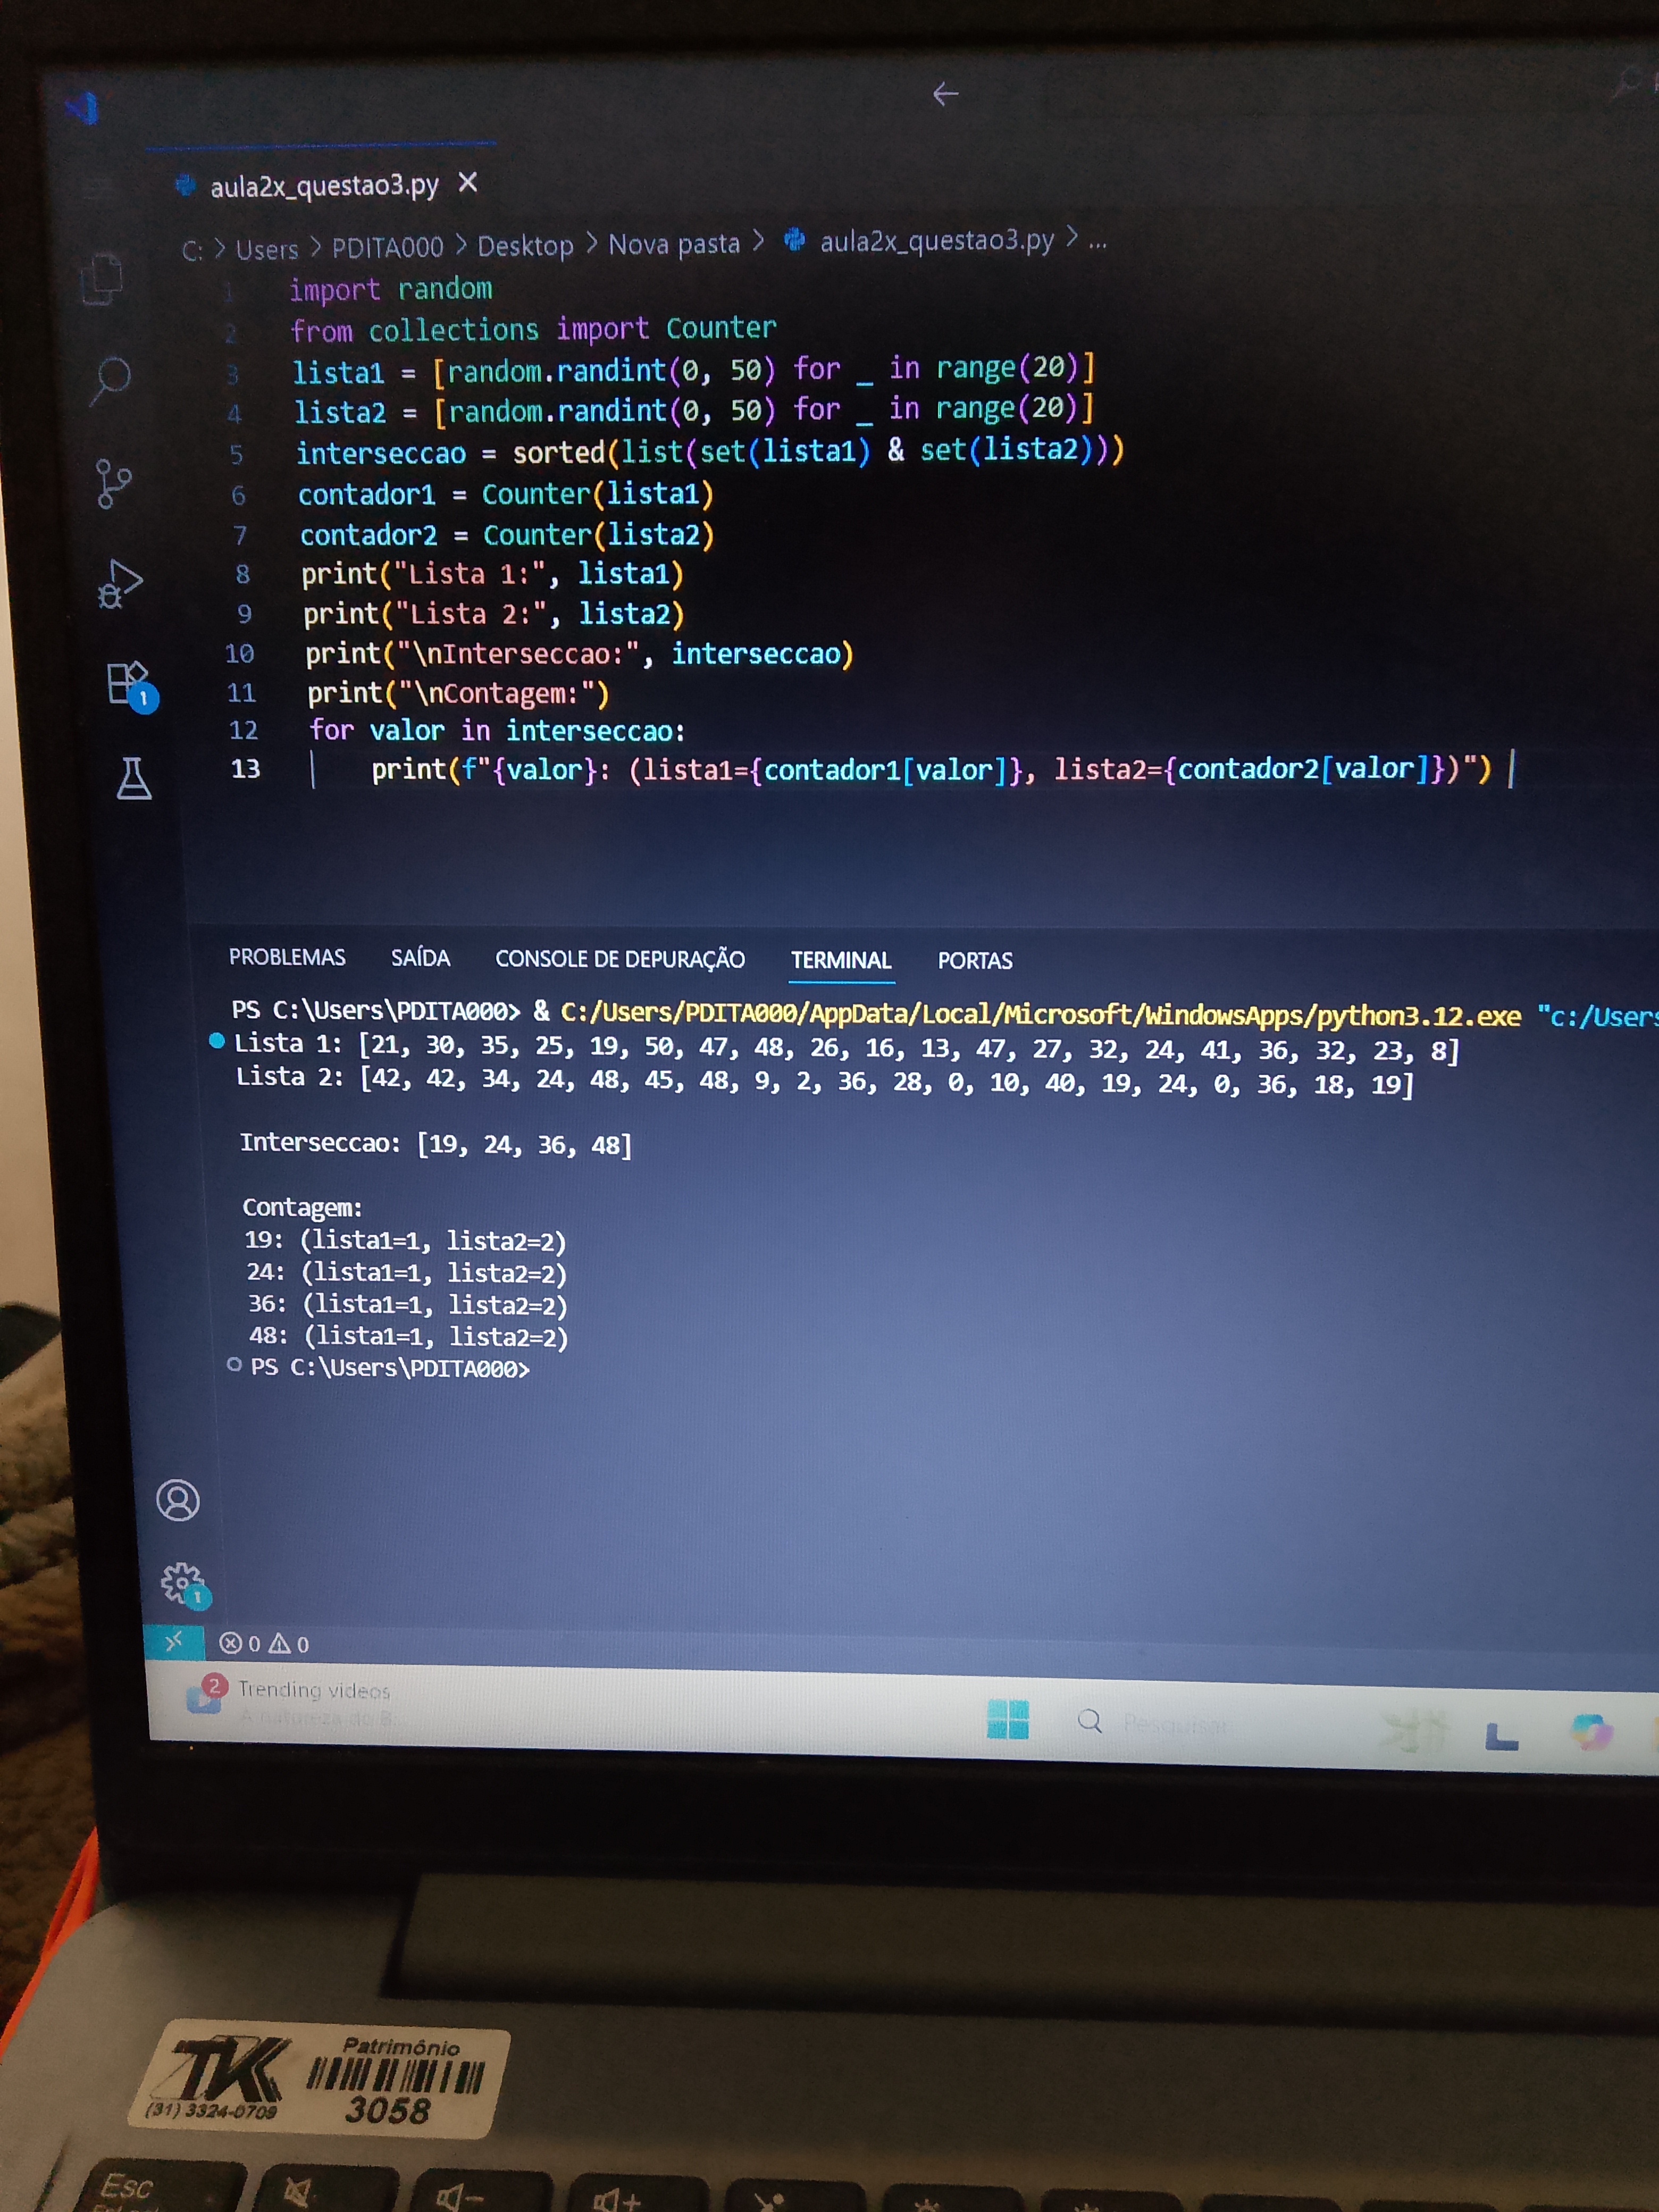 aula2x_questao3.py ×
C: > Users > PDITA000 > Desktop > Nova pasta > aula2x_questao3.py > ...
1 import random
2 from collections import Counter
3 lista1 = [random.randint(0, 50) for _ in range(20)]
4 lista2 = [random.randint(0, 50) for _ in range(20)]
5 interseccao = sorted(list(set(lista1) & set(lista2)))
6 contador1 = Counter(lista1)
7 contador2 = Counter(lista2)
8 print("Lista 1:", lista1)
9 print("Lista 2:", lista2)
10 print("\nInterseccao:", interseccao)
11 print("\nContagem:")
12 for valor in interseccao:
13     print(f"{valor}: (lista1={contador1[valor]}, lista2={contador2[valor]})")
1
PROBLEMAS SAÍDA CONSOLE DE DEPURAÇÃO TERMINAL PORTAS
PS C:\Users\PDITA000> & C:/Users/PDITA000/AppData/Local/Microsoft/WindowsApps/python3.12.exe "c:/Users
Lista 1: [21, 30, 35, 25, 19, 50, 47, 48, 26, 16, 13, 47, 27, 32, 24, 41, 36, 32, 23, 8]
Lista 2: [42, 42, 34, 24, 48, 45, 48, 9, 2, 36, 28, 0, 10, 40, 19, 24, 0, 36, 18, 19]
Interseccao: [19, 24, 36, 48]
Contagem:
19: (lista1=1, lista2=2)
24: (lista1=1, lista2=2)
36: (lista1=1, lista2=2)
48: (lista1=1, lista2=2)
PS C:\Users\PDITA000>
1
0 0
2 Trending videos
A natureza do B
Pesquisar
TK
Patrimônio
(31) 3324-0709
3058
Esc